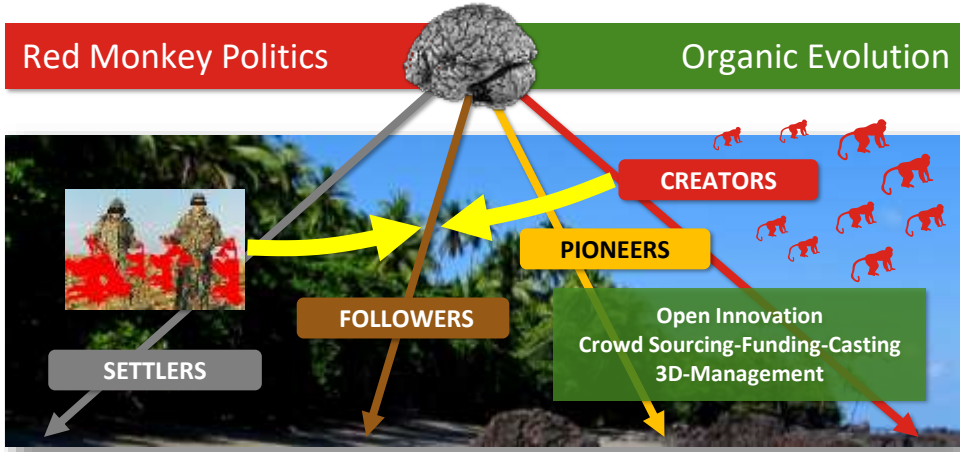 Red Monkey Politics
Organic Evolution
CREATORS
PIONEERS
FOLLOWERS
SETTLERS
Open Innovation
Crowd Sourcing-Funding-Casting
3D-Management